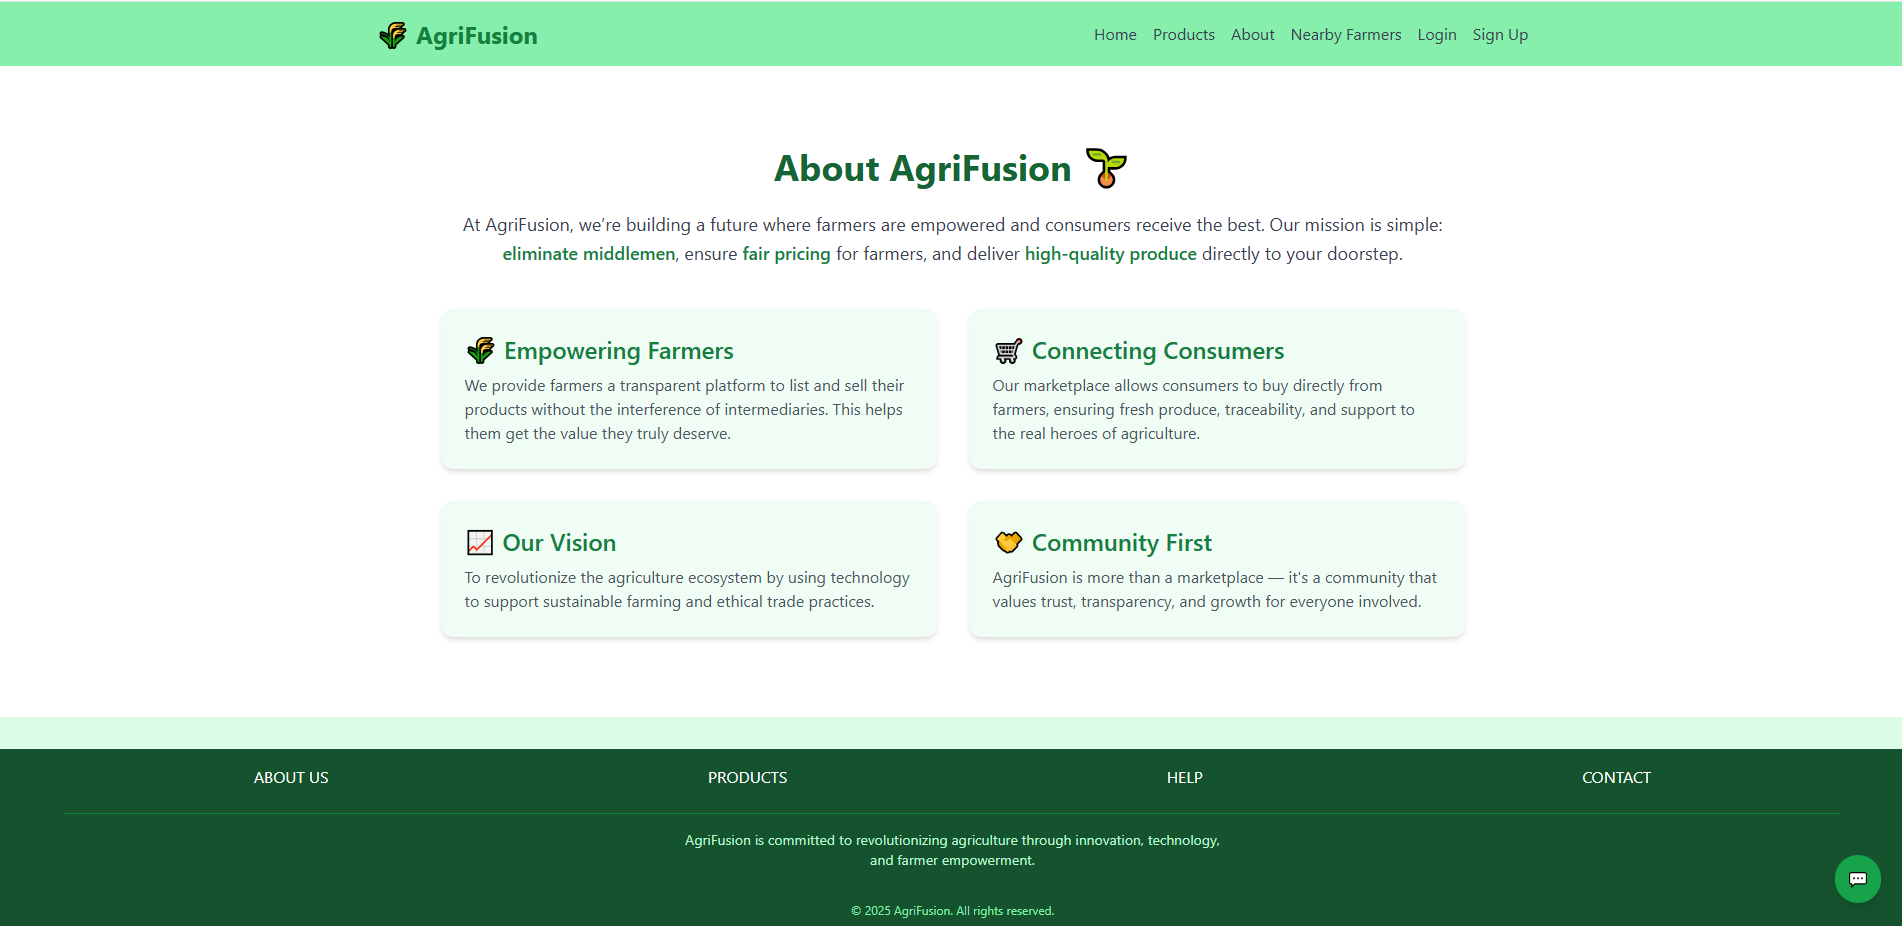 AgriFusion
Home Products About Nearby Farmers Login Sign Up
About AgriFusion
At AgriFusion, we’re building a future where farmers are empowered and consumers receive the best. Our mission is simple:
eliminate middlemen, ensure fair pricing for farmers, and deliver high-quality produce directly to your doorstep.
Empowering Farmers
We provide farmers a transparent platform to list and sell their
products without the interference of intermediaries. This helps
them get the value they truly deserve.
Connecting Consumers
Our marketplace allows consumers to buy directly from
farmers, ensuring fresh produce, traceability, and support to
the real heroes of agriculture.
Our Vision
To revolutionize the agriculture ecosystem by using technology
to support sustainable farming and ethical trade practices.
Community First
AgriFusion is more than a marketplace — it's a community that
values trust, transparency, and growth for everyone involved.
ABOUT US PRODUCTS HELP CONTACT
AgriFusion is committed to revolutionizing agriculture through innovation, technology,
and farmer empowerment.
© 2025 AgriFusion. All rights reserved.